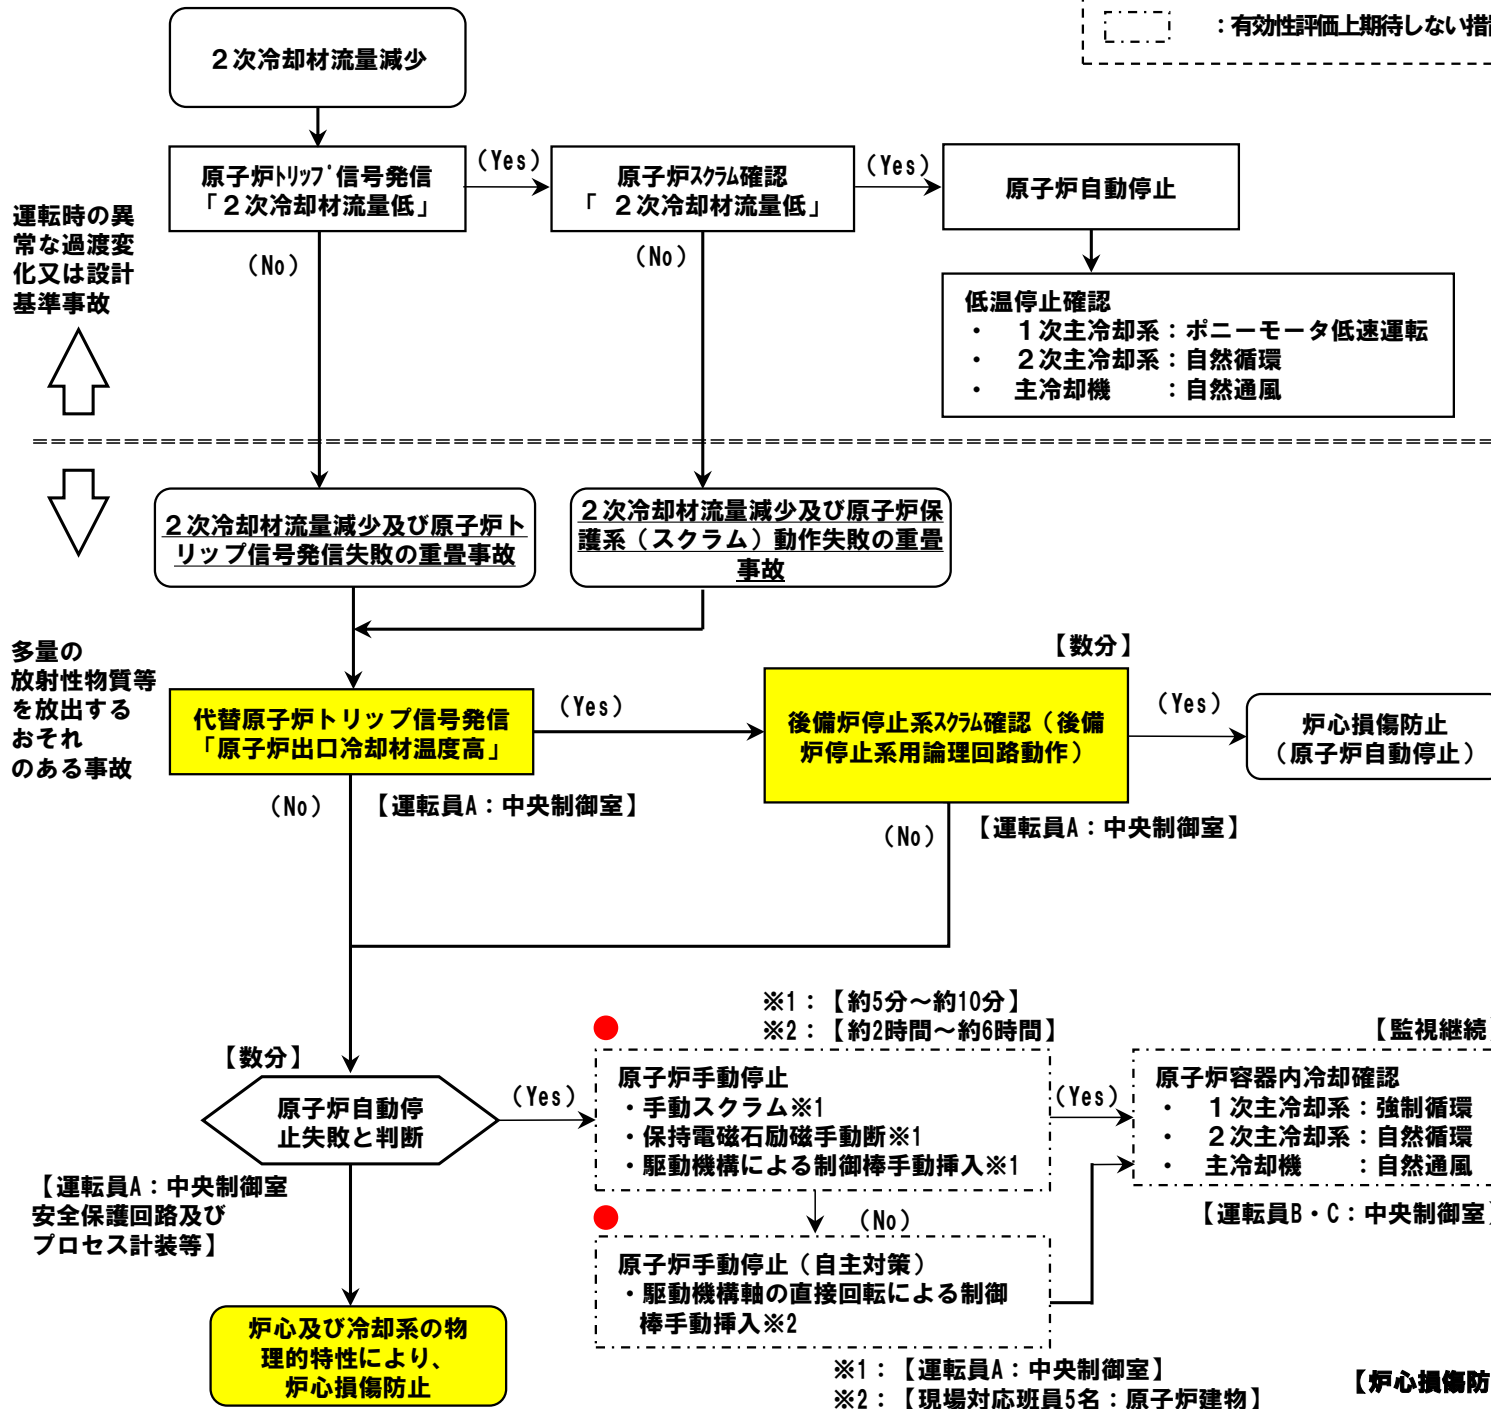 ：有効性評価上期待しない措
２次冷却材流量減少
原子炉ﾄﾘｯﾌﾟ信号発信
「２次冷却材流量低」
（Yes）
原子炉ｽｸﾗﾑ確認
「 ２次冷却材流量低」
（Yes）
原子炉自動停止
運転時の異
常な過渡変
化又は設計
基準事故
（No）
（No）
低温停止確認
・ １次主冷却系：ポニーモータ低速運転
・ ２次主冷却系：自然循環
・ 主冷却機 ：自然通風
２次冷却材流量減少及び原子炉ト
リップ信号発信失敗の重畳事故
２次冷却材流量減少及び原子炉保
護系（スクラム）動作失敗の重畳
事故
多量の
放射性物質等
を放出する
おそれ
のある事故
代替原子炉トリップ信号発信
「原子炉出口冷却材温度高」
（Yes）
【数分】
後備炉停止系ｽｸﾗﾑ確認（後備
炉停止系用論理回路動作）
（Yes）
炉心損傷防止
（原子炉自動停止）
（No）
【運転員A：中央制御室】
（No）
【運転員A：中央制御室】
※1：【約5分～約10分】
※2：【約2時間～約6時間】
【監視継続】
【数分】
原子炉自動停
止失敗と判断
（Yes）
原子炉手動停止
・手動スクラム※1
・保持電磁石励磁手動断※1
・駆動機構による制御棒手動挿入※1
（Yes）
原子炉容器内冷却確認
・ １次主冷却系：強制循環
・ ２次主冷却系：自然循環
・ 主冷却機 ：自然通風
【運転員A：中央制御室
安全保護回路及び
プロセス計装等】
（No）
【運転員B・C：中央制御室】
原子炉手動停止（自主対策）
・駆動機構軸の直接回転による制御
棒手動挿入※2
炉心及び冷却系の物
理的特性により、
炉心損傷防止
※1：【運転員A：中央制御室】
※2：【現場対応班員5名：原子炉建物】
【炉心損傷防